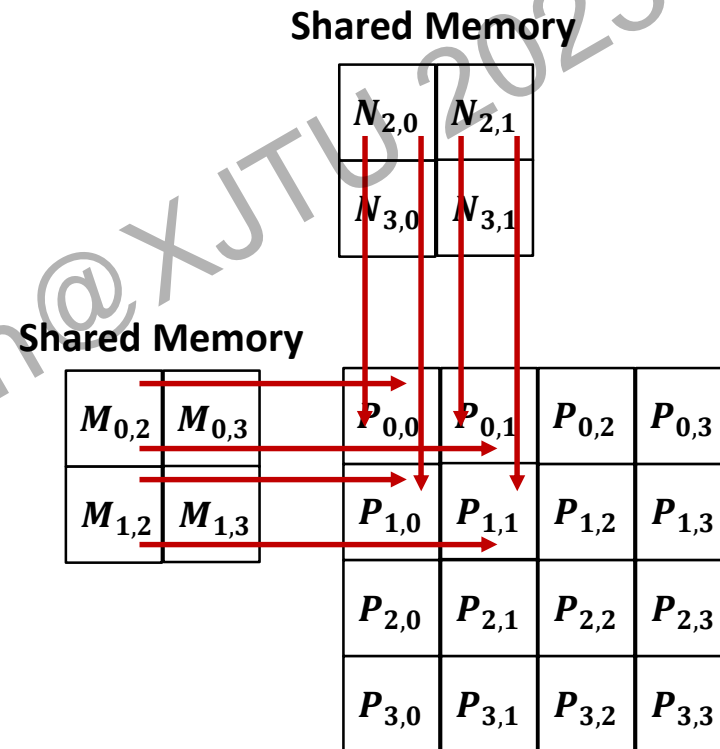 Shared Memory
N2,0 N2,1
N3,0 N3,1
Shared Memory
M0,2 M0,3
M1,2 M1,3
P0,0 P0,1 P0,2 P0,3
P1,0 P1,1 P1,2 P1,3
P2,0 P2,1 P2,2 P2,3
P3,0 P3,1 P3,2 P3,3
n@XJTU 2023